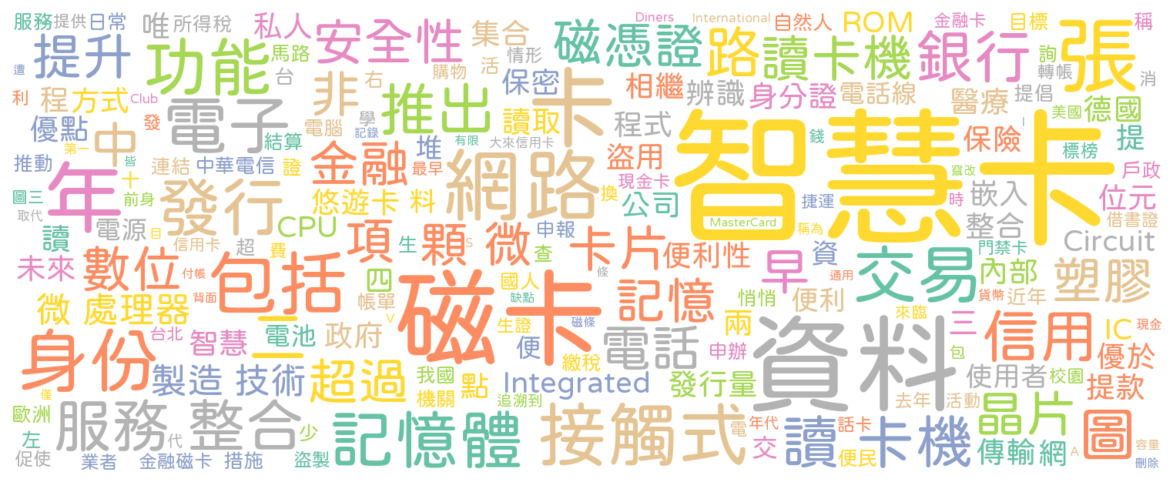 服務 提供 日常 唯 所得稅 私人 安全性 集合 磁憑證 Diners International 自然人 ROM 金融卡 目標 張 稱
遭 提升 功能 馬路 台 情形 活 路 讀卡機 銀行 詢 轉帳 消
利 程 方式 Club 電子 非 右 購物 保密 卡 相繼 辨識 身分證 電話線 醫療 提倡 美國 德國
優點 中 發 電腦 學 推出 讀取 程式 智慧卡 保險 標榜 提
推動 第一 皆 連結 中華電信 結算 證 記錄 有限 堆 大來信用卡 盜用 竄改 戶政
圖三 年 十 前身 發行 金融 最早 網路 換 現金卡 公司 MasterCard 捷運 時 嵌入 位元
取代 讀 電源 目 信用卡 超 CPU 悠遊卡 料 申報 稱為 整合 借書證
未來 數位 費 項 生 顆 微 S 查 卡片 便利性 早 資 門禁卡 Circuit
微 處理器 付帳 背面 包括 四 帳單 磁卡 國人 缺點 條 記憶 悄悄 便利 通用 交易 內部 貨幣 近年 塑膠
身份 台北 智慧 二 電池 政府 V 生證 磁條 電話 兩 申辦 資料 來臨 三 包 信用 IC 現金
僅 製造 技術 超過 我國 點 便 Integrated 繳稅 發行量 使用者 校園 優於
歐洲 機關 追溯到 去年 活動 提款
左 服務 代 整合 少 記憶體 接觸式 電 年代 話卡 晶片 圖
促使 業者 金融磁卡 措施 盜製 交 讀 便民 卡機 A 傳輸 網 容量 刪除